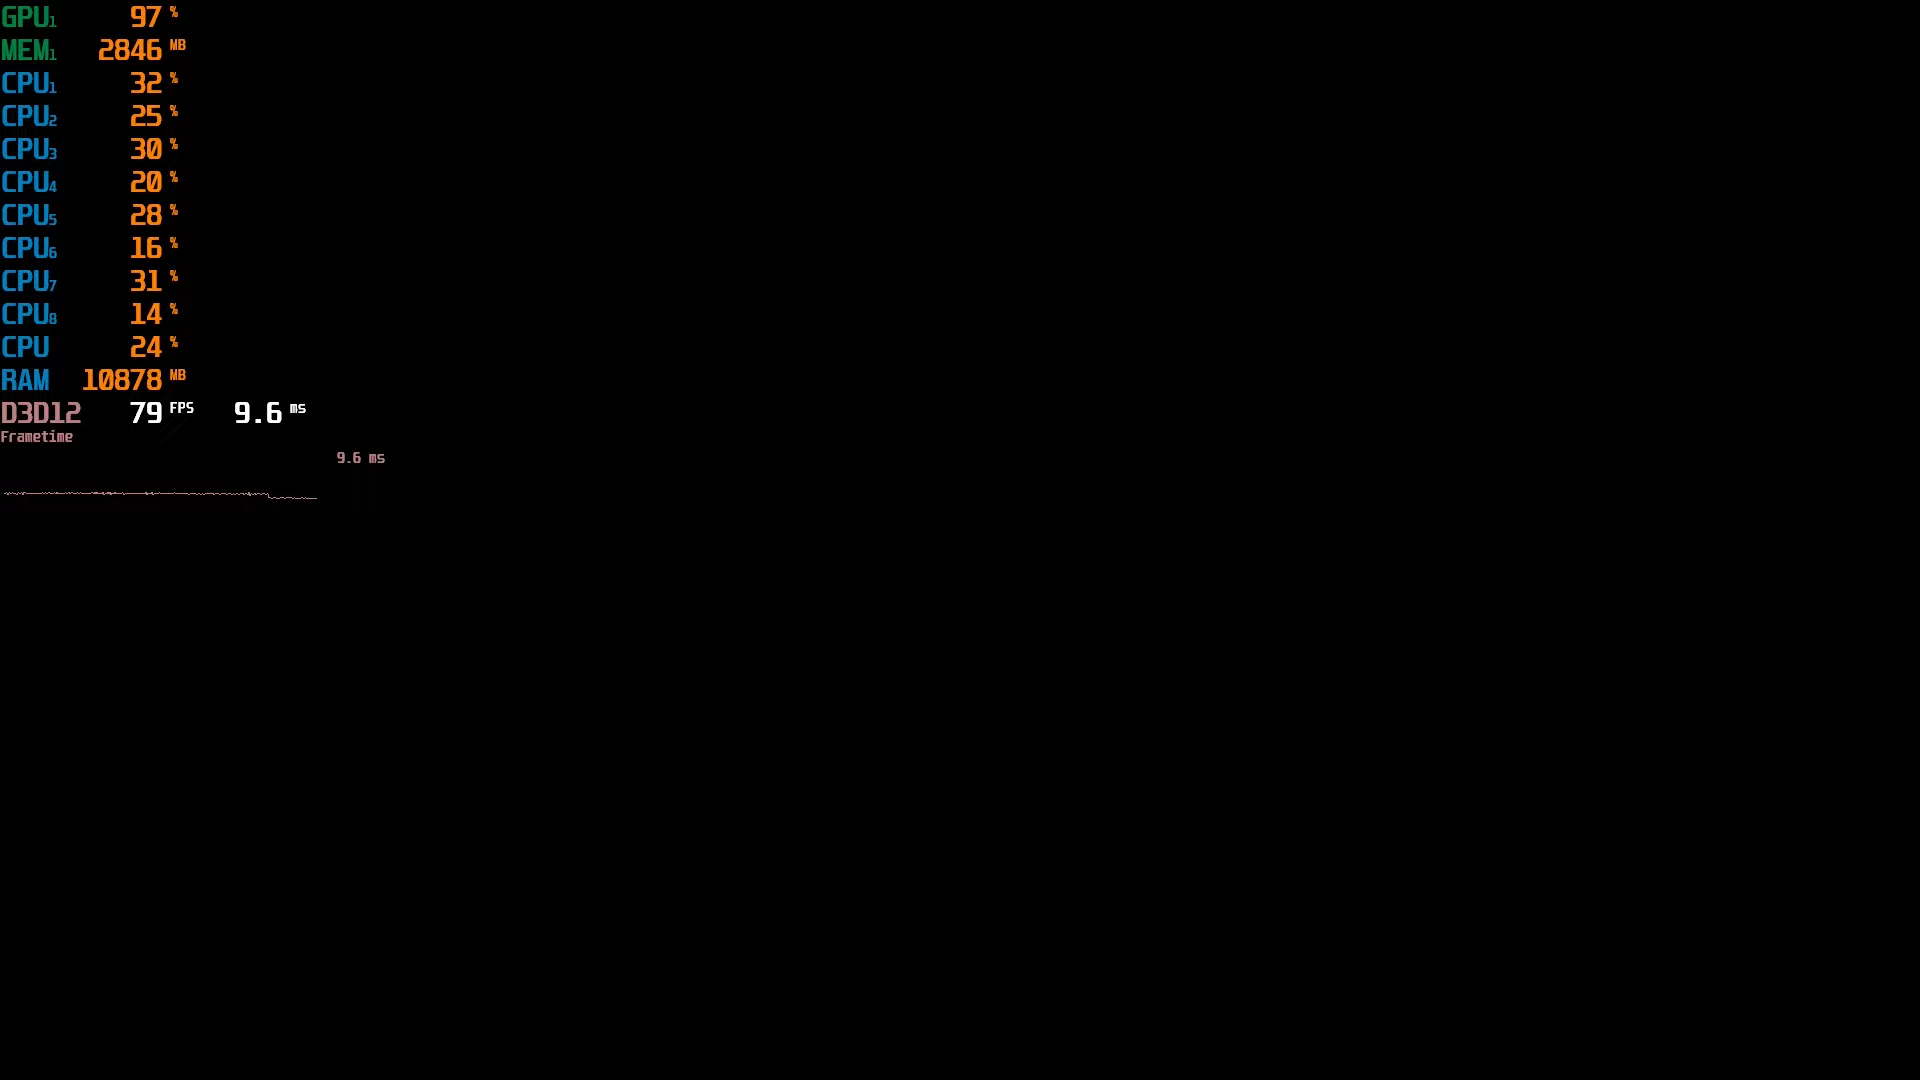 GPU1 97 %
MEM1 2846 MB
CPU1 32 %
CPU2 25 %
CPU3 30 %
CPU4 20 %
CPU5 28 %
CPU6 16 %
CPU7 31 %
CPU8 14 %
CPU 24 %
RAM 10878 MB
D3D12 79 FPS 9.6 ms
Frametime
9.6 ms